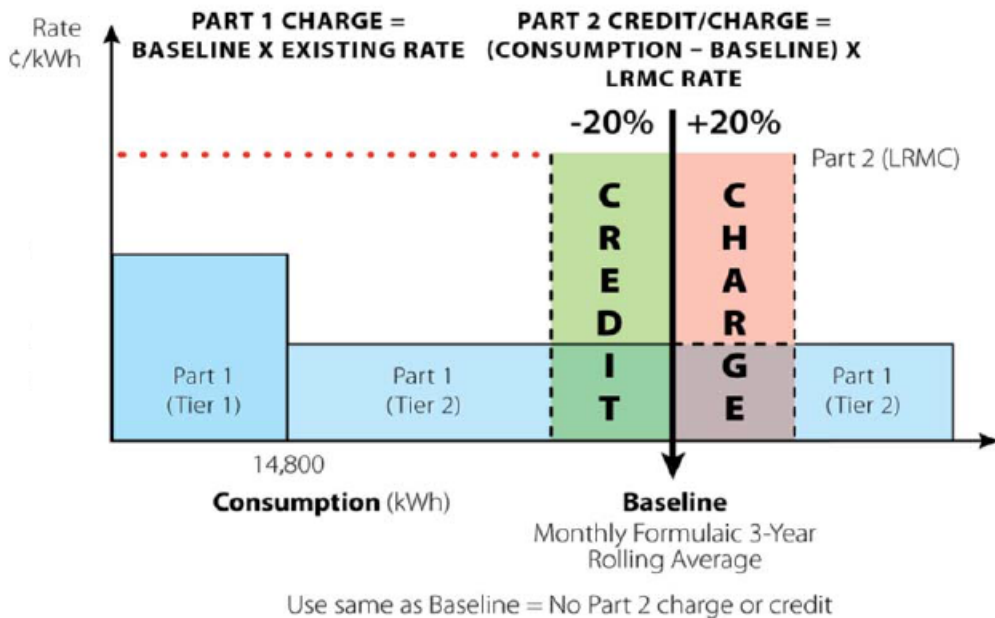 Rate
¢/kWh
PART 1 CHARGE =
BASELINE X EXISTING RATE
PART 2 CREDIT/CHARGE =
(CONSUMPTION – BASELINE) X
LRMC RATE
-20%
+20%
Part 2 (LRMC)
CREDIT
CHARGE
Part 1
(Tier 1)
Part 1
(Tier 2)
Part 1
(Tier 2)
14,800
Consumption (kWh)
Baseline
Monthly Formulaic 3-Year
Rolling Average
Use same as Baseline = No Part 2 charge or credit